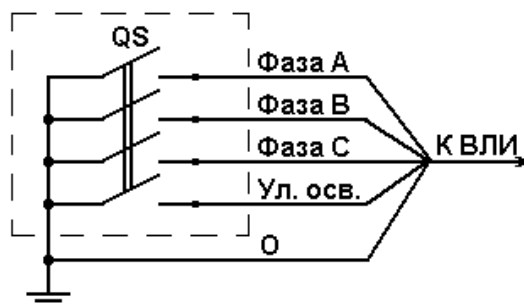 QS
Фаза А
Фаза В
Фаза С
К ВЛИ
Ул. осв.
О